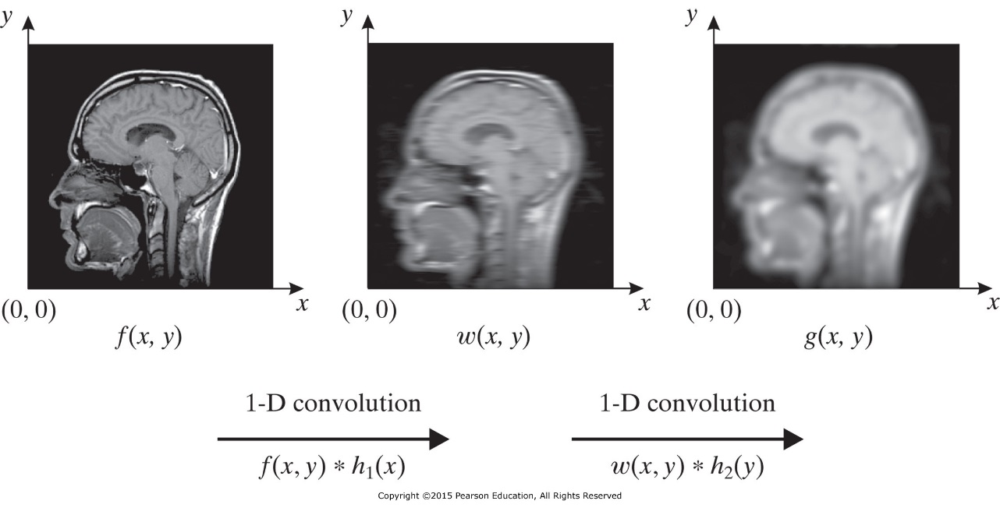 y
y
y
x
x
x
(0, 0)
(0, 0)
(0, 0)
f(x, y)
w(x, y)
g(x, y)
1-D convolution
1-D convolution
f(x, y) * h₁(x)
w(x, y) * h₂(y)
Copyright ©2015 Pearson Education, All Rights Reserved